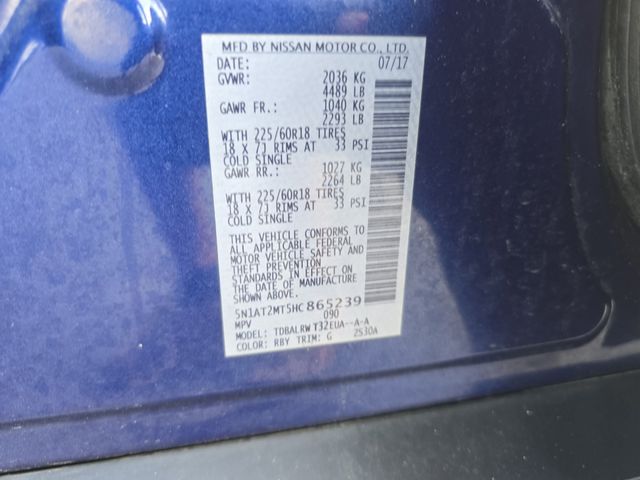 MFD BY NISSAN MOTOR CO., LTD.
DATE: 07/17
GVWR: 2036 KG
4489 LB
GAWR FR.: 1040 KG
2293 LB
WITH 225/60R18 TIRES
18 X 7J RIMS AT 33 PSI
COLD SINGLE
GAWR RR.: 1027 KG
2264 LB
WITH 225/60R18 TIRES
18 X 7J RIMS AT 33 PSI
COLD SINGLE
THIS VEHICLE CONFORMS TO
ALL APPLICABLE FEDERAL
MOTOR VEHICLE SAFETY AND
THEFT PREVENTION
STANDARDS IN EFFECT ON
THE DATE OF MANUFACTURE
5N1AT2MT5HC865239
MPV 090
MODEL: TDBALRW T32EUA--A-A
COLOR: RBY TRIM: G 2530A